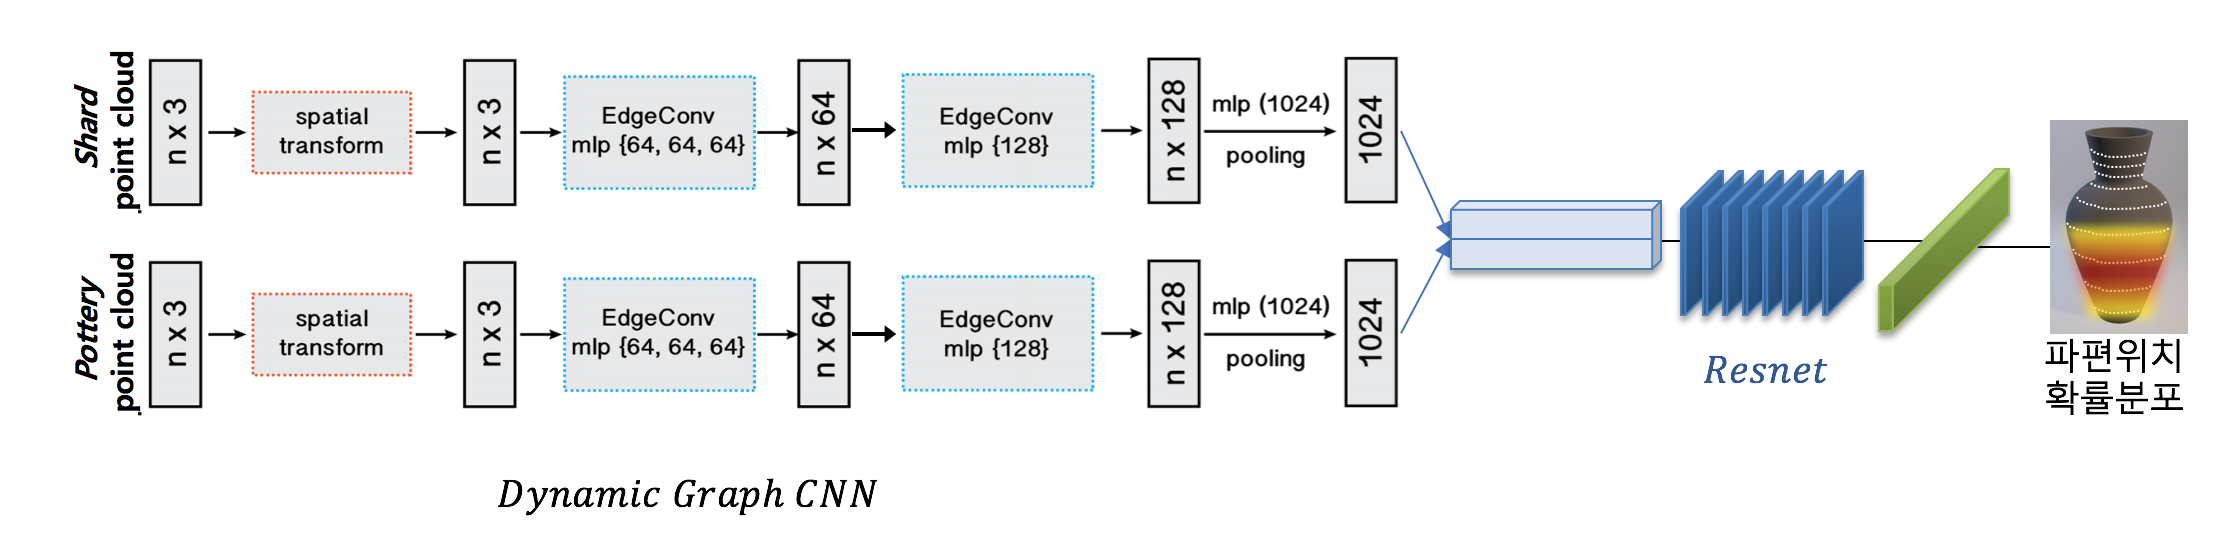 Shard
point cloud
n x 3
spatial
transform
n x 3
EdgeConv
mlp {64, 64, 64}
n x 64
EdgeConv
mlp {128}
n x 128
mlp (1024)
pooling
1024
Pottery
point cloud
n x 3
spatial
transform
n x 3
EdgeConv
mlp {64, 64, 64}
n x 64
EdgeConv
mlp {128}
n x 128
mlp (1024)
pooling
1024
Resnet
파편위치
확률분포
Dynamic Graph CNN